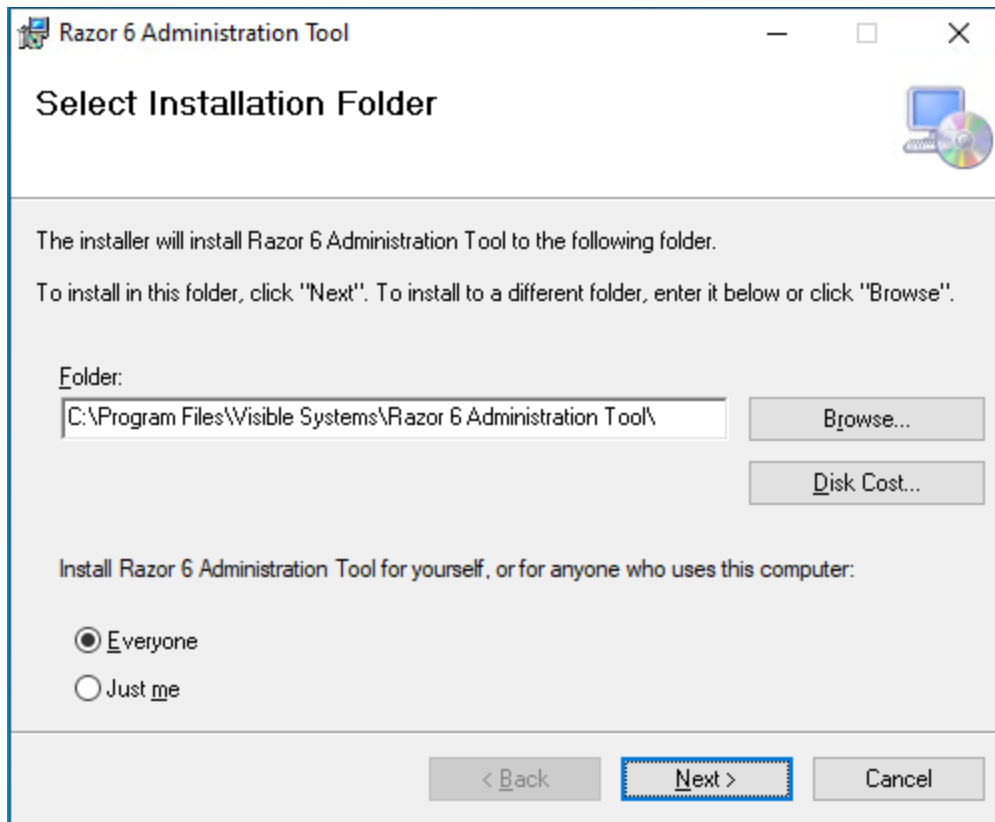 Razor 6 Administration Tool
Select Installation Folder
The installer will install Razor 6 Administration Tool to the following folder.
To install in this folder, click "Next". To install to a different folder, enter it below or click "Browse".
Folder:
C:\Program Files\Visible Systems\Razor 6 Administration Tool\
Browse...
Disk Cost...
Install Razor 6 Administration Tool for yourself, or for anyone who uses this computer:
Everyone
Just me
< Back Next > Cancel